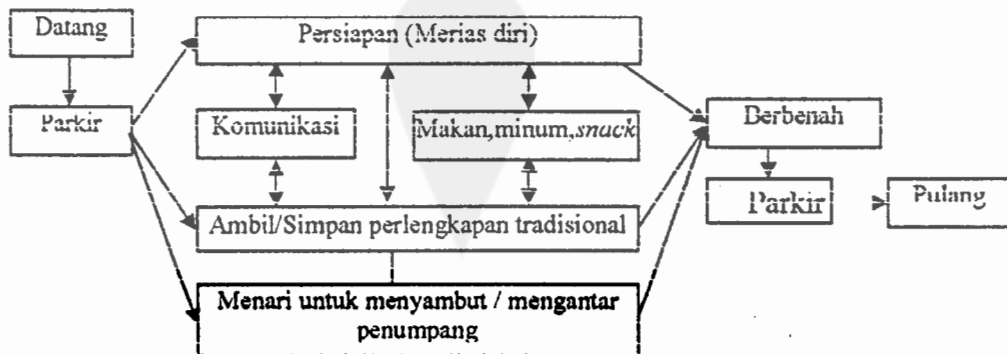 Datang
Persiapan (Merias diri)
Parkir
Komunikasi
Makan,minum,snack
Berbenah
Ambil/Simpan perlengkapan tradisional
Parkir
Pulang
Menari untuk menyambut / mengantar
penumpang